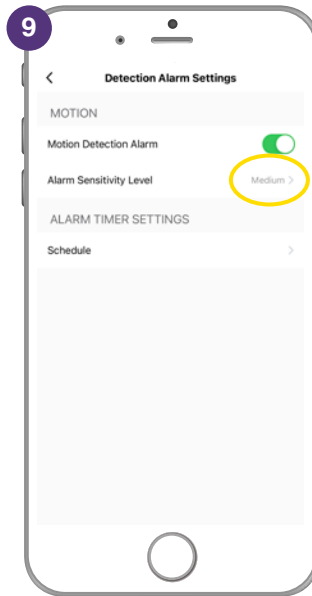 9
Detection Alarm Settings
MOTION
Motion Detection Alarm
Alarm Sensitivity Level Medium
ALARM TIMER SETTINGS
Schedule